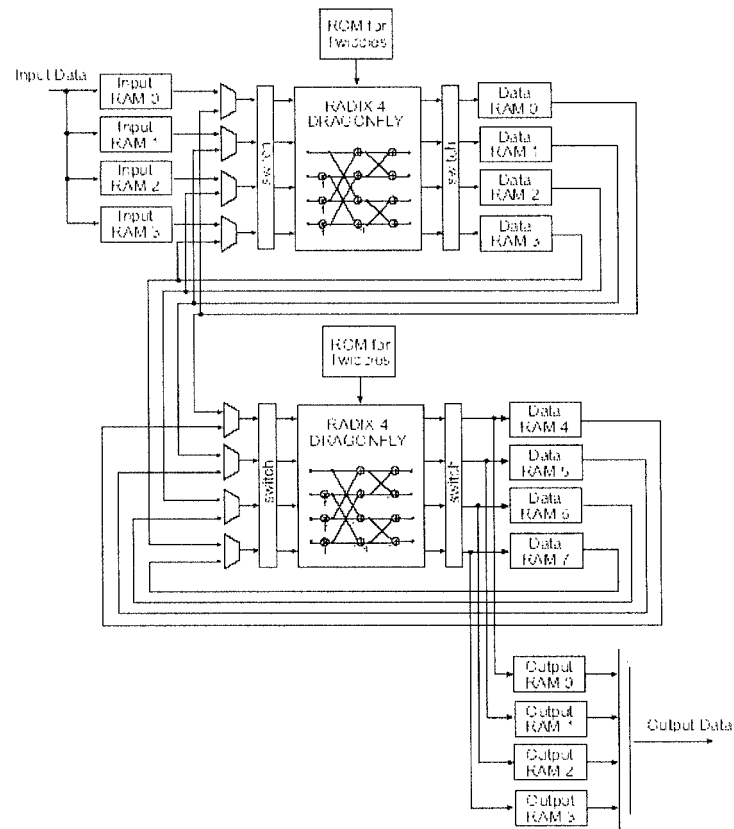 ROM for
Twiddles
Input Data
Input
RAM 0
Input
RAM 1
Input
RAM 2
Input
RAM 3
switch
RADIX 4
DRAGONFLY
switch
Data
RAM 0
Data
RAM 1
Data
RAM 2
Data
RAM 3
ROM for
Twiddles
switch
RADIX 4
DRAGONFLY
switch
Data
RAM 4
Data
RAM 5
Data
RAM 6
Data
RAM 7
Output
RAM 0
Output
RAM 1
Output
RAM 2
Output
RAM 3
Output Data